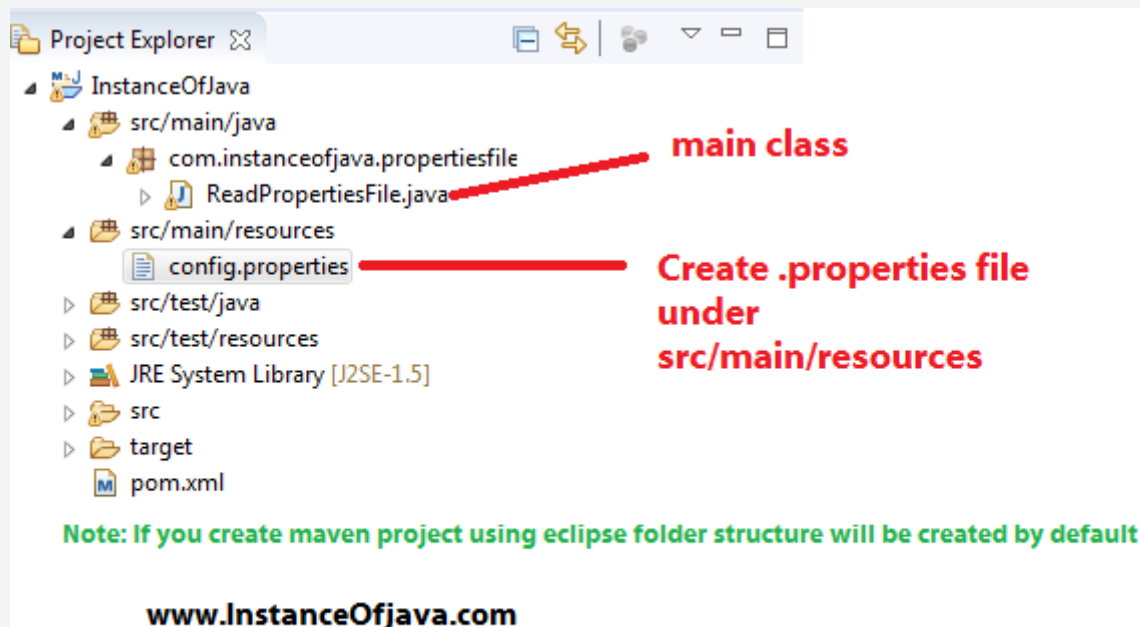 Project Explorer
InstanceOfJava
src/main/java
com.instanceofjava.propertiesfile
main class
ReadPropertiesFile.java
src/main/resources
config.properties
Create .properties file
under
src/main/resources
src/test/java
src/test/resources
JRE System Library [J2SE-1.5]
src
target
pom.xml
Note: If you create maven project using eclipse folder structure will be created by default
www.InstanceOfjava.com